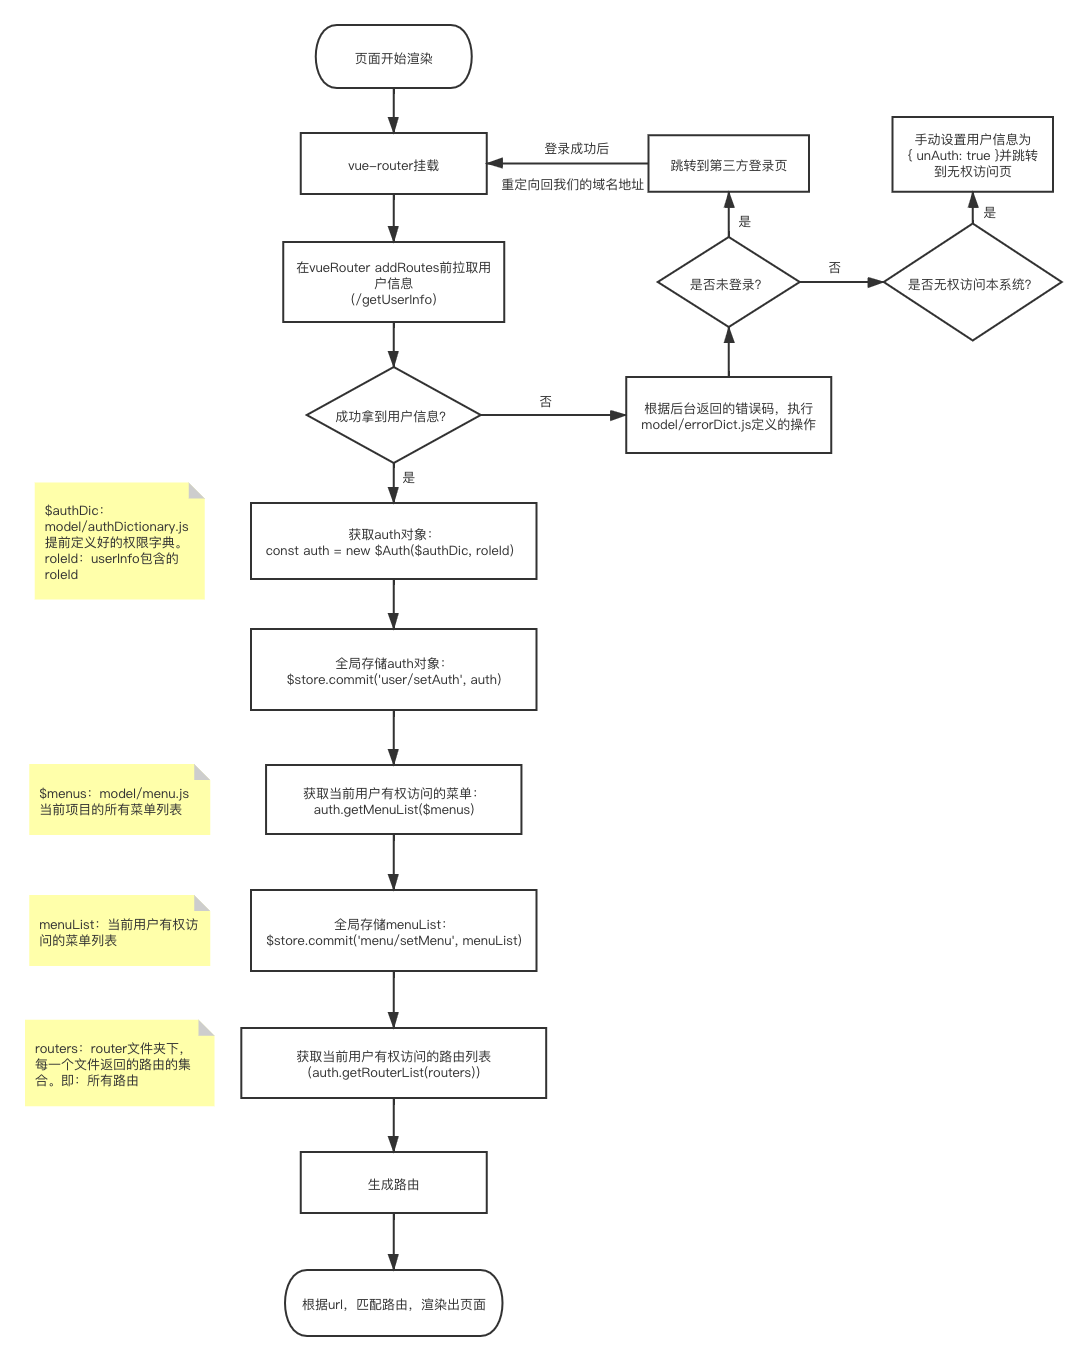 页面开始渲染
vue-router挂载
登录成功后
重定向回我们的域名地址
跳转到第三方登录页
手动设置用户信息为
{ unAuth: true }并跳转
到无权访问页
是
是
在vueRouter addRoutes前拉取用
户信息
(/getUserInfo)
是否未登录?
否
是否无权访问本系统?
成功拿到用户信息?
否
根据后台返回的错误码，执行
model/errorDict.js定义的操作
是
$authDic：
model/authDictionary.js
提前定义好的权限字典。
roleId：userInfo包含的
roleId
获取auth对象：
const auth = new $Auth($authDic, roleId)
全局存储auth对象：
$store.commit('user/setAuth', auth)
$menus：model/menu.js
当前项目的所有菜单列表
获取当前用户有权访问的菜单：
auth.getMenuList($menus)
menuList：当前用户有权访
问的菜单列表
全局存储menuList：
$store.commit('menu/setMenu', menuList)
routers：router文件夹下，
每一个文件返回的路由的集
合。即：所有路由
获取当前用户有权访问的路由列表
(auth.getRouterList(routers))
生成路由
根据url，匹配路由，渲染出页面